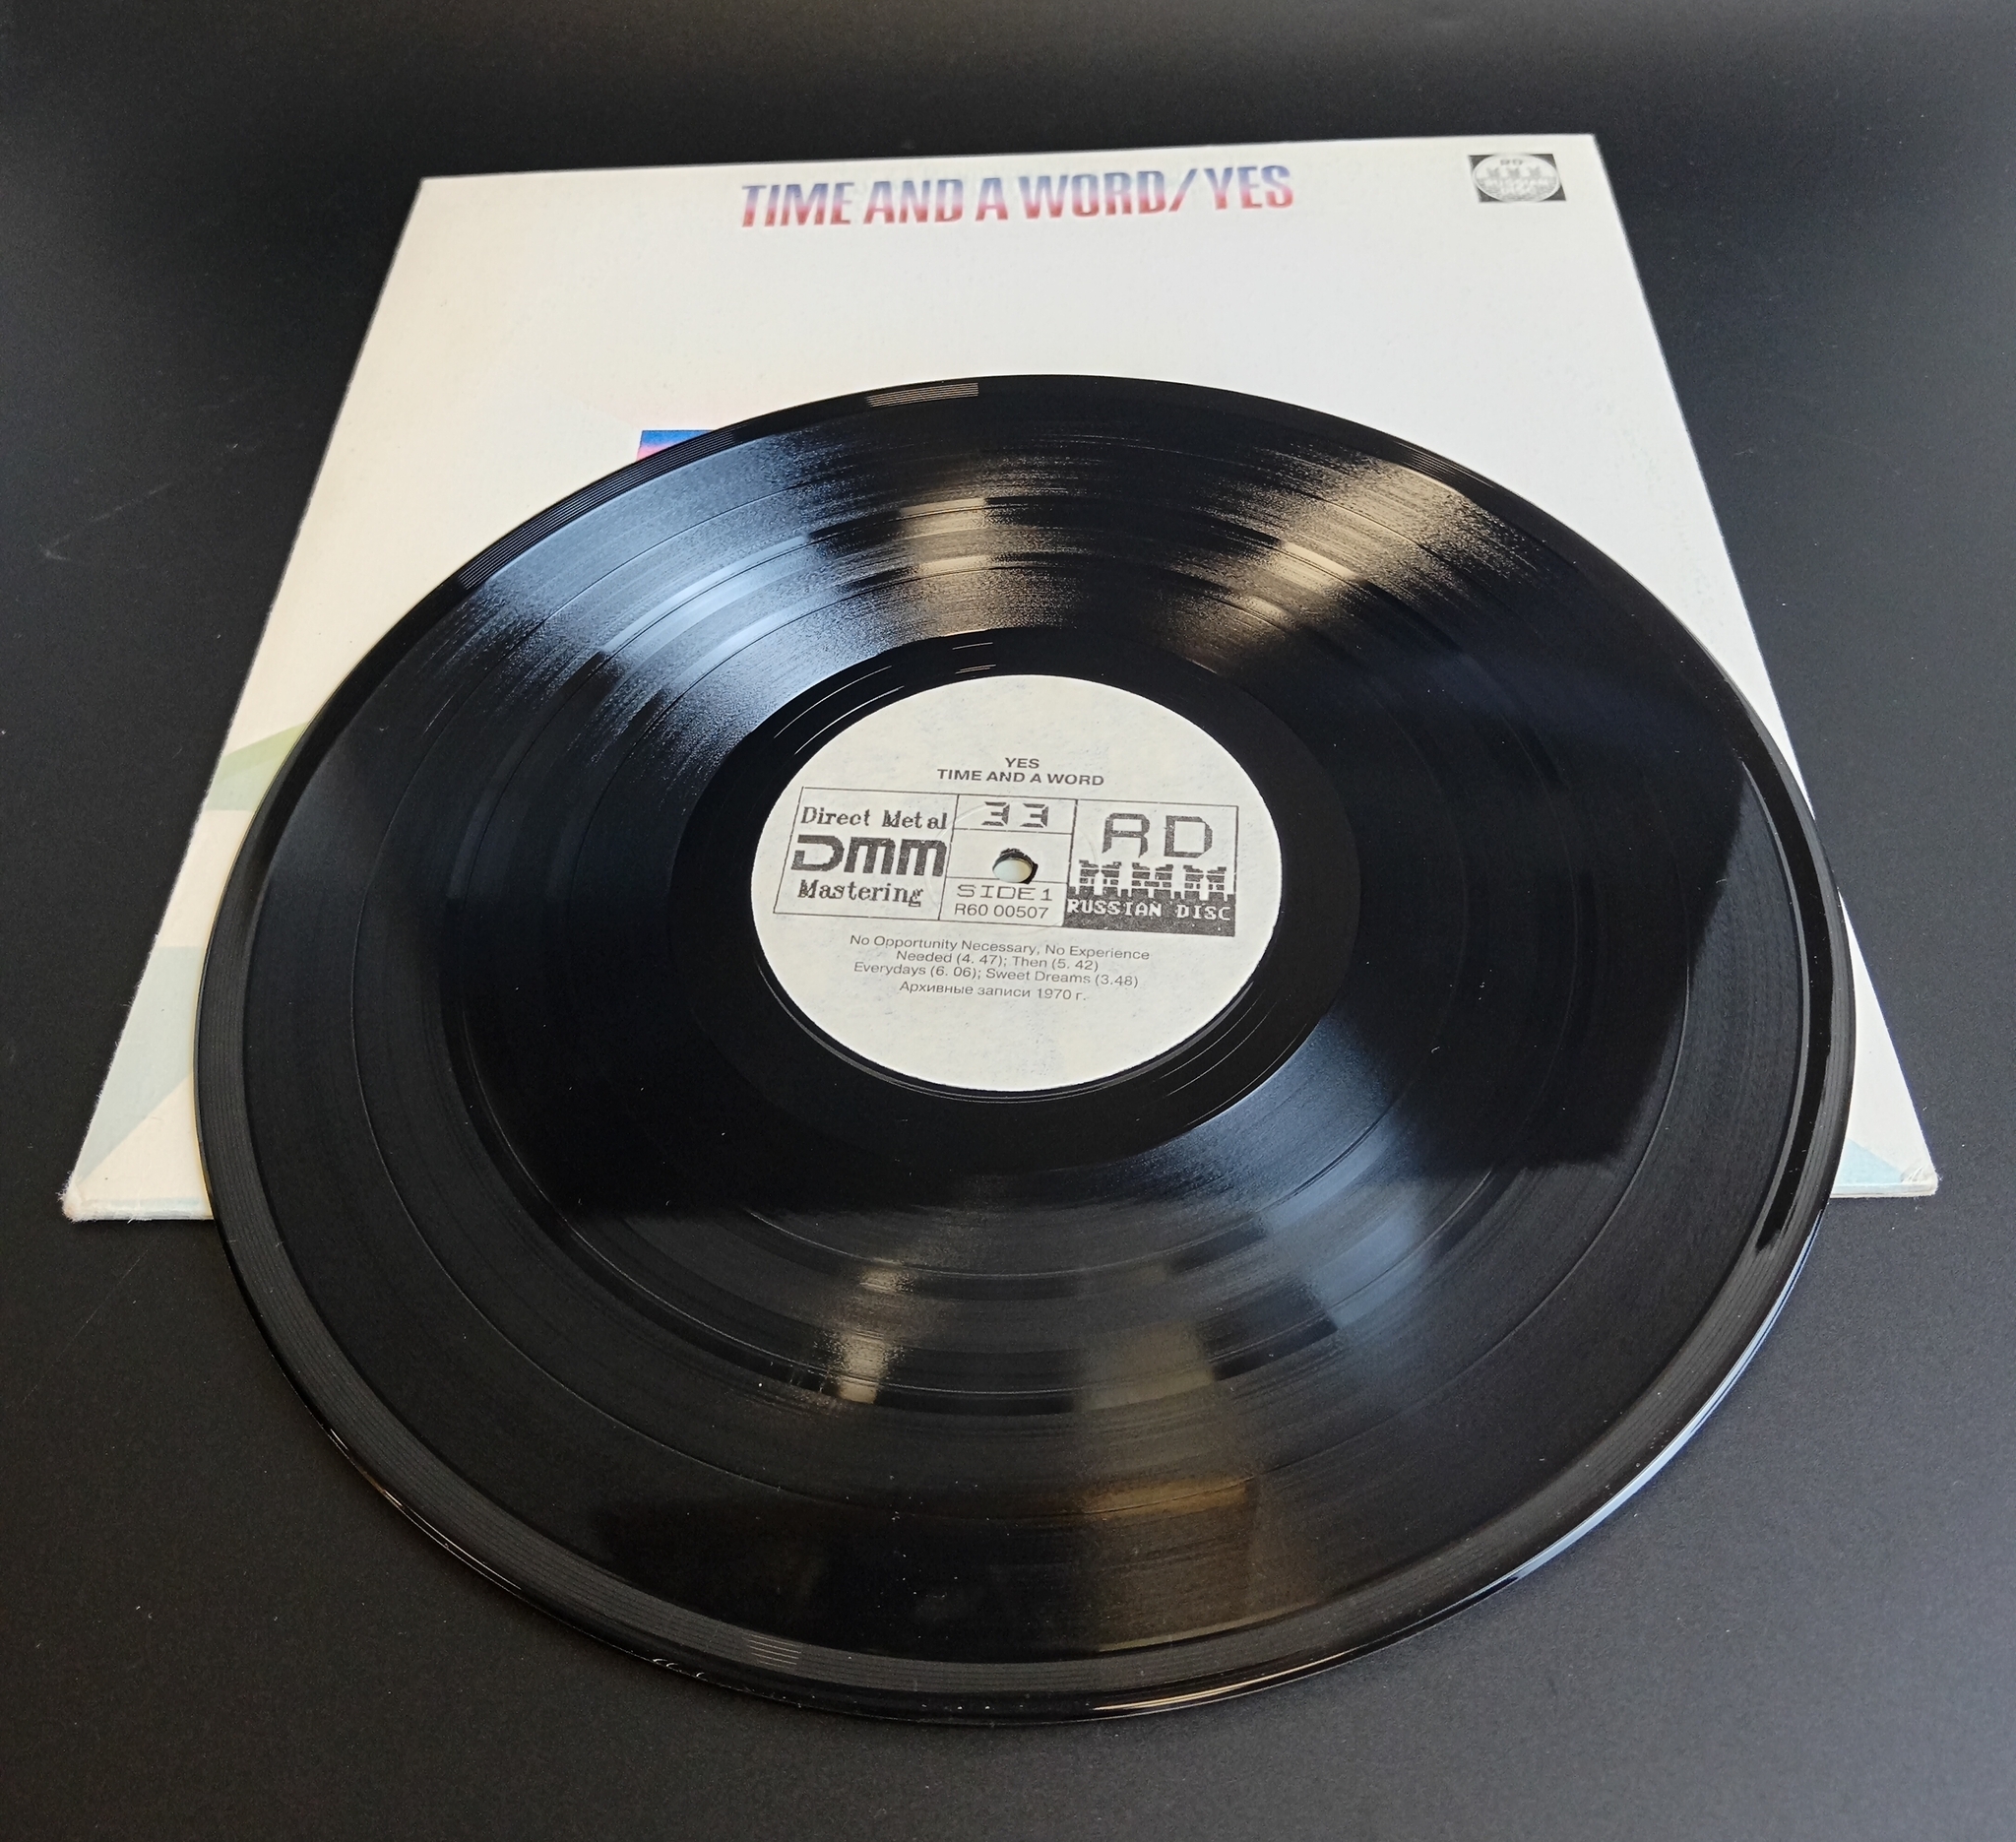 TIME AND A WORD/YES
YES
TIME AND A WORD
Direct Metal
DMM
Mastering
33
SIDE 1
R60 00507
RD
RUSSIAN DISC
No Opportunity Necessary, No Experience
Needed (4. 47); Then (5. 42)
Everydays (6. 06); Sweet Dreams (3.48)
Архивные записи 1970 г.